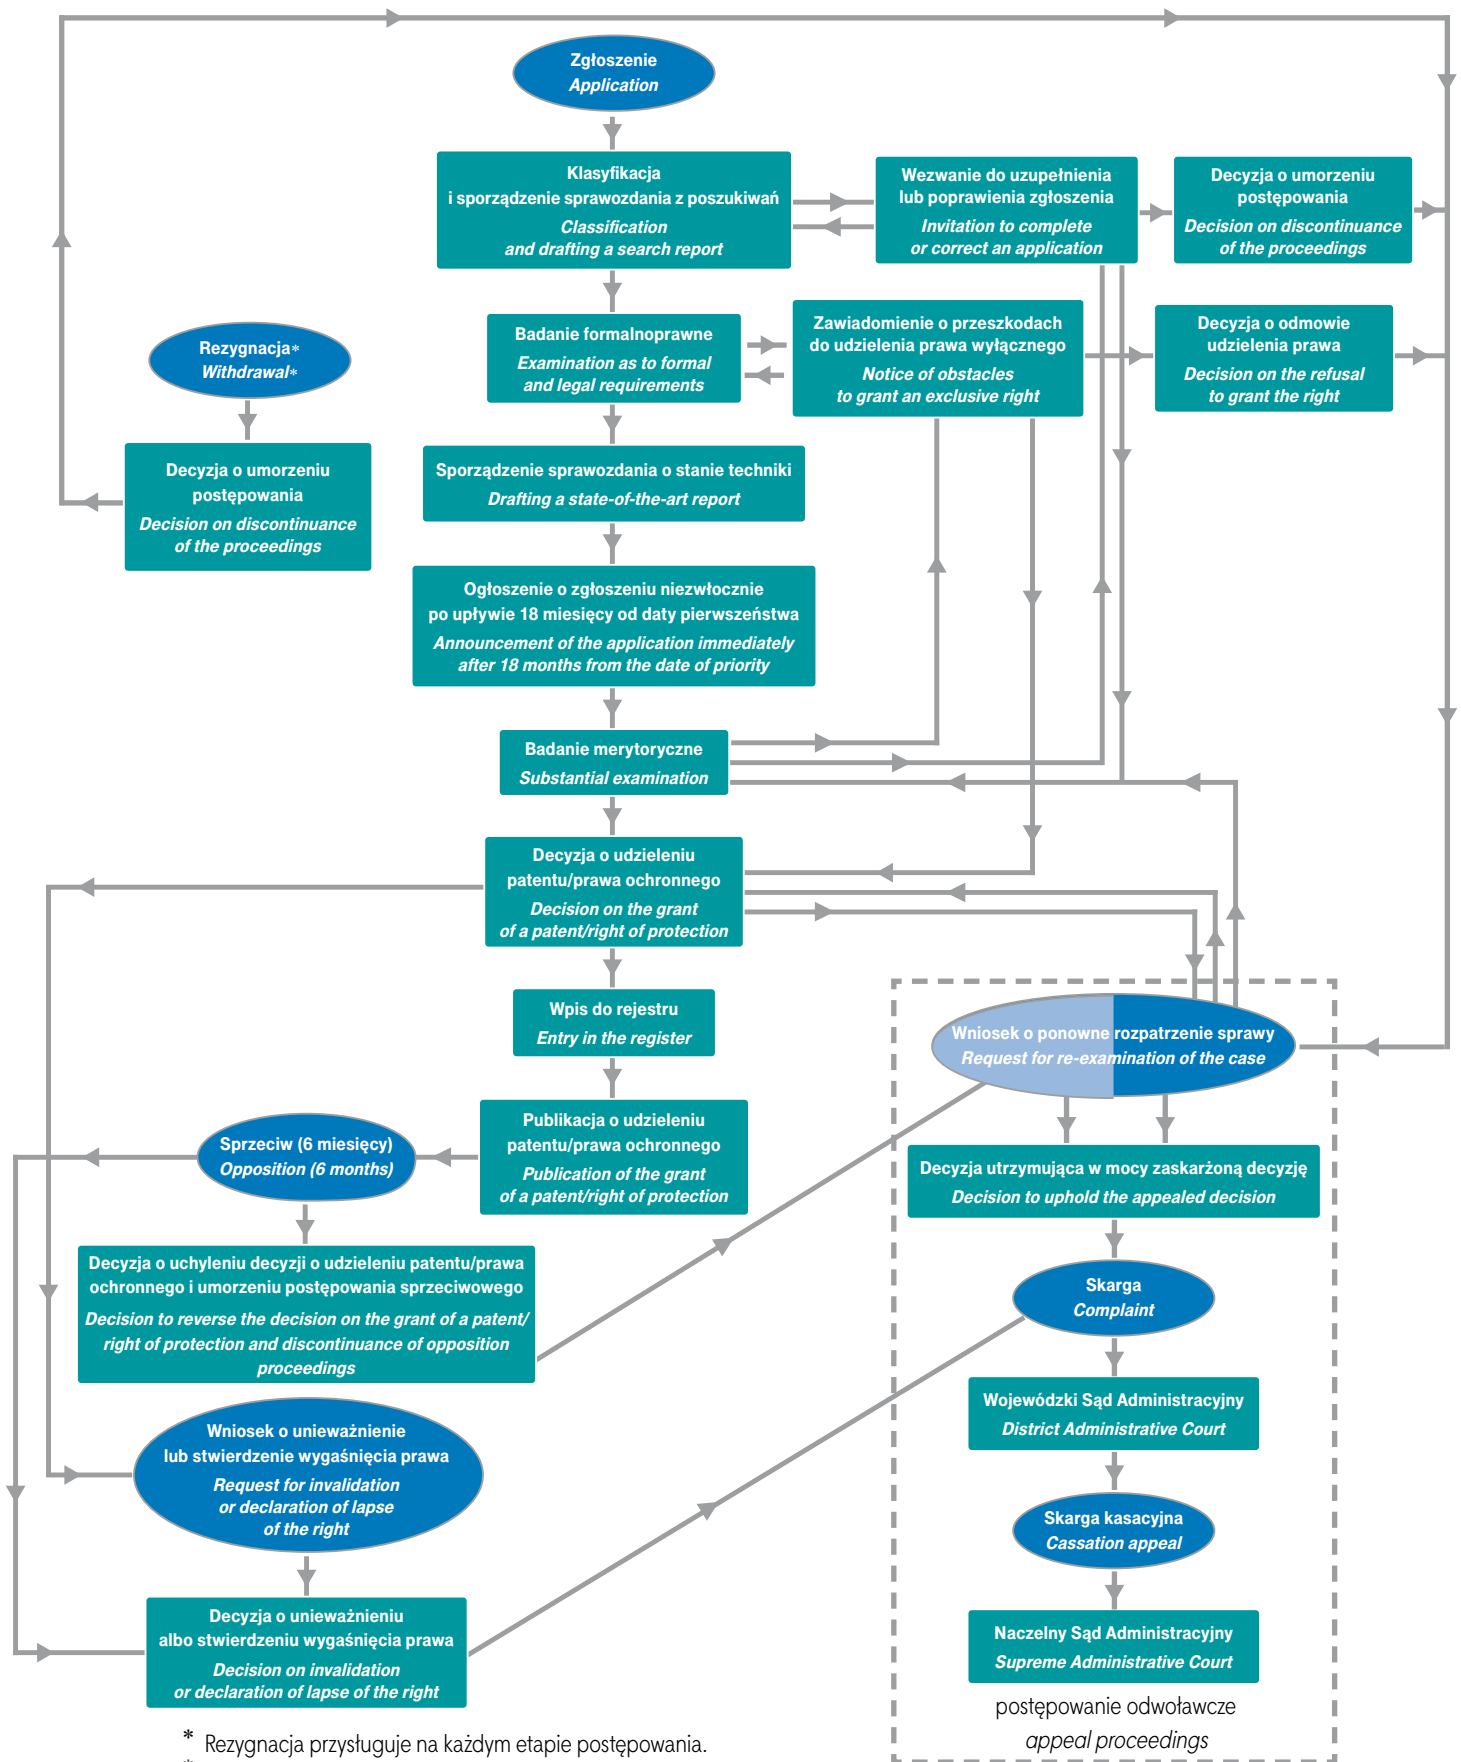 Zgłoszenie
Application
Klasyfikacja
i sporządzenie sprawozdania z poszukiwań
Classification
and drafting a search report
Wezwanie do uzupełnienia
lub poprawienia zgłoszenia
Invitation to complete
or correct an application
Decyzja o umorzeniu
postępowania
Decision on discontinuance
of the proceedings
Badanie formalnoprawne
Examination as to formal
and legal requirements
Zawiadomienie o przeszkodach
do udzielenia prawa wyłącznego
Notice of obstacles
to grant an exclusive right
Decyzja o odmowie
udzielenia prawa
Decision on the refusal
to grant the right
Rezygnacja*
Withdrawal*
Decyzja o umorzeniu
postępowania
Decision on discontinuance
of the proceedings
Sporządzenie sprawozdania o stanie techniki
Drafting a state-of-the-art report
Ogłoszenie o zgłoszeniu niezwłocznie
po upływie 18 miesięcy od daty pierwszeństwa
Announcement of the application immediately
after 18 months from the date of priority
Badanie merytoryczne
Substantial examination
Decyzja o udzieleniu
patentu/prawa ochronnego
Decision on the grant
of a patent/right of protection
Wpis do rejestru
Entry in the register
Wniosek o ponowne rozpatrzenie sprawy
Request for re-examination of the case
Publikacja o udzieleniu
patentu/prawa ochronnego
Publication of the grant
of a patent/right of protection
Sprzeciw (6 miesięcy)
Opposition (6 months)
Decyzja utrzymująca w mocy zaskarżoną decyzję
Decision to uphold the appealed decision
Decyzja o uchyleniu decyzji o udzieleniu patentu/prawa
ochronnego i umorzeniu postępowania sprzeciwowego
Decision to reverse the decision on the grant of a patent/
right of protection and discontinuance of opposition
proceedings
Skarga
Complaint
Wojewódzki Sąd Administracyjny
District Administrative Court
Wniosek o unieważnienie
lub stwierdzenie wygaśnięcia prawa
Request for invalidation
or declaration of lapse
of the right
Skarga kasacyjna
Cassation appeal
Decyzja o unieważnieniu
albo stwierdzeniu wygaśnięcia prawa
Decision on invalidation
or declaration of lapse of the right
Naczelny Sąd Administracyjny
Supreme Administrative Court
postępowanie odwoławcze
appeal proceedings
* Rezygnacja przysługuje na każdym etapie postępowania.